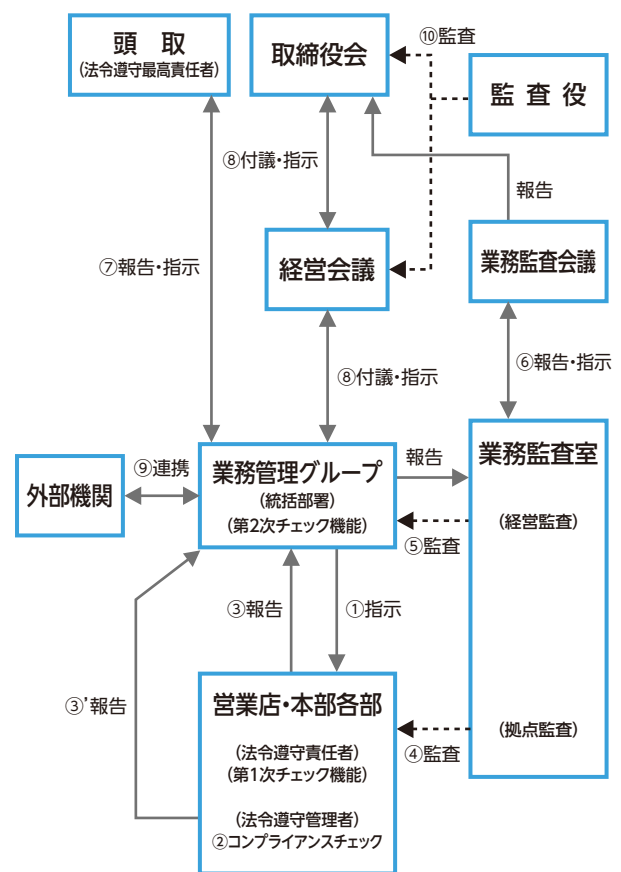 頭 取
(法令遵守最高責任者)
取締役会
⑩監査
監 査 役
⑧付議・指示
報告
⑦報告・指示
経営会議
業務監査会議
⑧付議・指示
⑥報告・指示
外部機関
⑨連携
業務管理グループ
(統括部署)
(第2次チェック機能)
報告
業務監査室
(経営監査)
⑤監査
③報告
①指示
③’報告
営業店・本部各部
(法令遵守責任者)
(第1次チェック機能)
(法令遵守管理者)
②コンプライアンスチェック
④監査
(拠点監査)